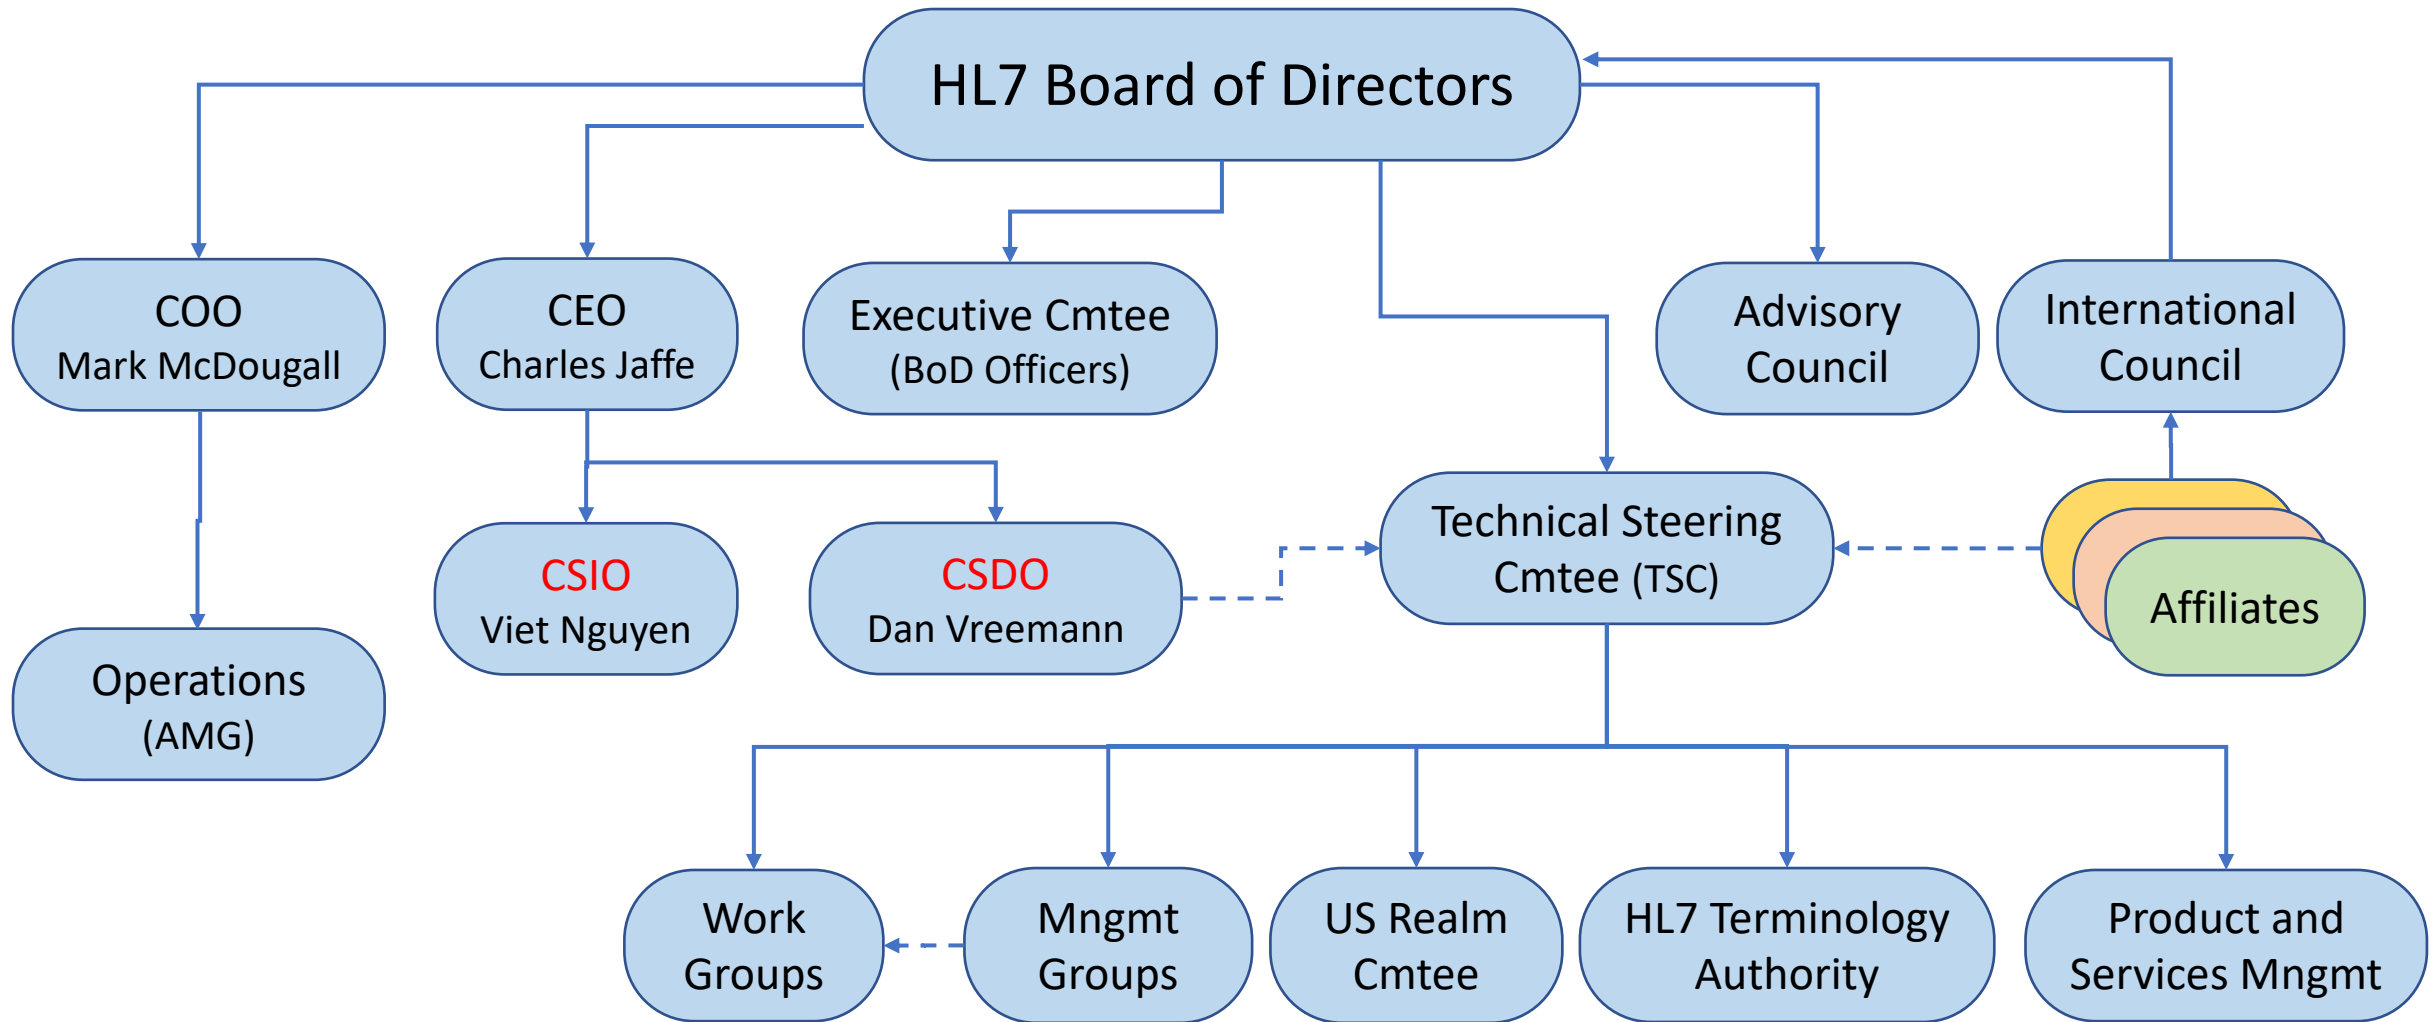 HL7 Board of Directors
COO
Mark McDougall
CEO
Charles Jaffe
Executive Cmtee
(BoD Officers)
Advisory
Council
International
Council
CSIO
Viet Nguyen
CSDO
Dan Vreemann
Technical Steering
Cmtee (TSC)
Affiliates
Operations
(AMG)
Work
Groups
Mngmt
Groups
US Realm
Cmtee
HL7 Terminology
Authority
Product and
Services Mngmt